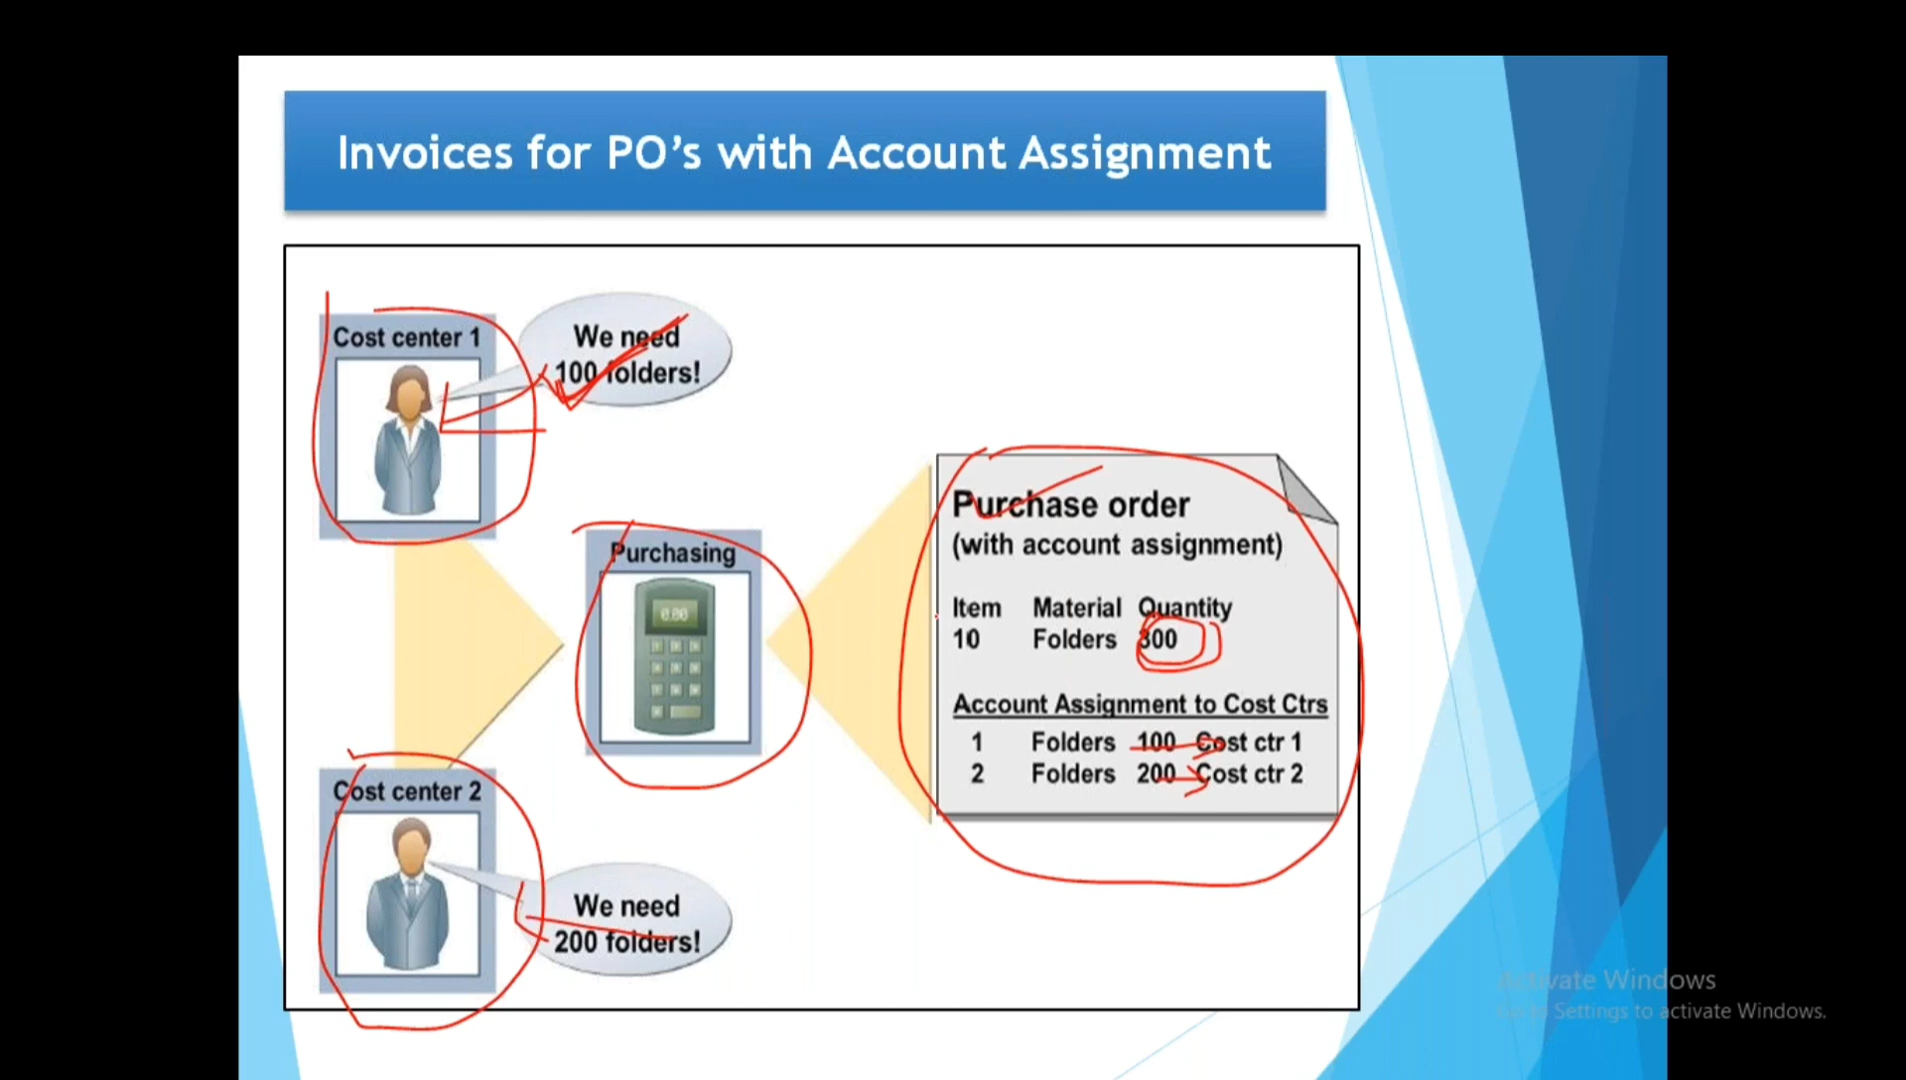 Invoices for PO's with Account Assignment
Cost center 1
We need
100 folders!
Purchasing
0.00
Cost center 2
We need
200 folders!
Purchase order
(with account assignment)
Item Material Quantity
10 Folders 300
Account Assignment to Cost Ctrs
1 Folders 100 Cost ctr 1
2 Folders 200 Cost ctr 2
Activate Windows
Go to Settings to activate Windows.